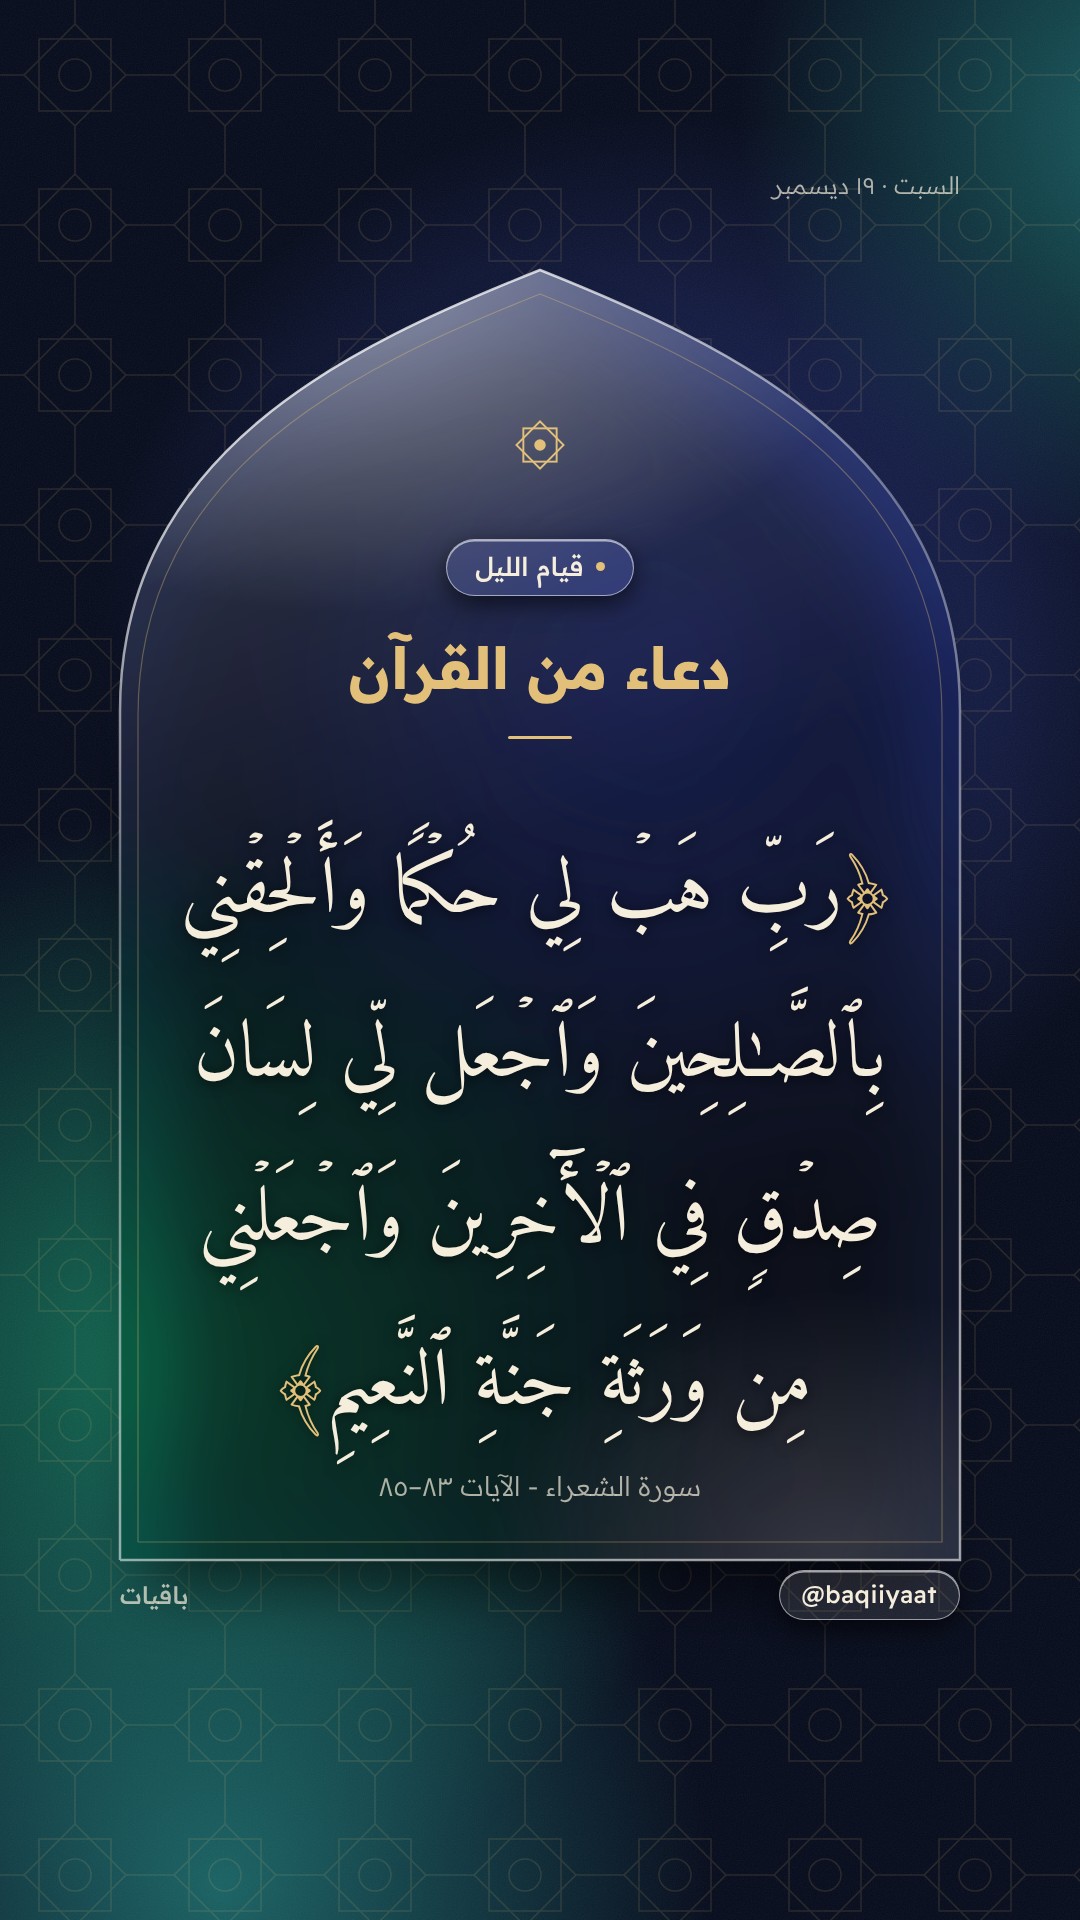 السبت · ١٩ ديسمبر
قيام الليل
دعاء من القرآن
﴿رَبِّ هَبۡ لِي حُكۡمٗا وَأَلۡحِقۡنِي
بِٱلصَّـٰلِحِينَ وَٱجۡعَل لِّي لِسَانَ
صِدۡقٖ فِي ٱلۡأٓخِرِينَ وَٱجۡعَلۡنِي
مِن وَرَثَةِ جَنَّةِ ٱلنَّعِيمِ﴾
سورة الشعراء - الآيات ٨٣–٨٥
@baqiiyaat
باقيات